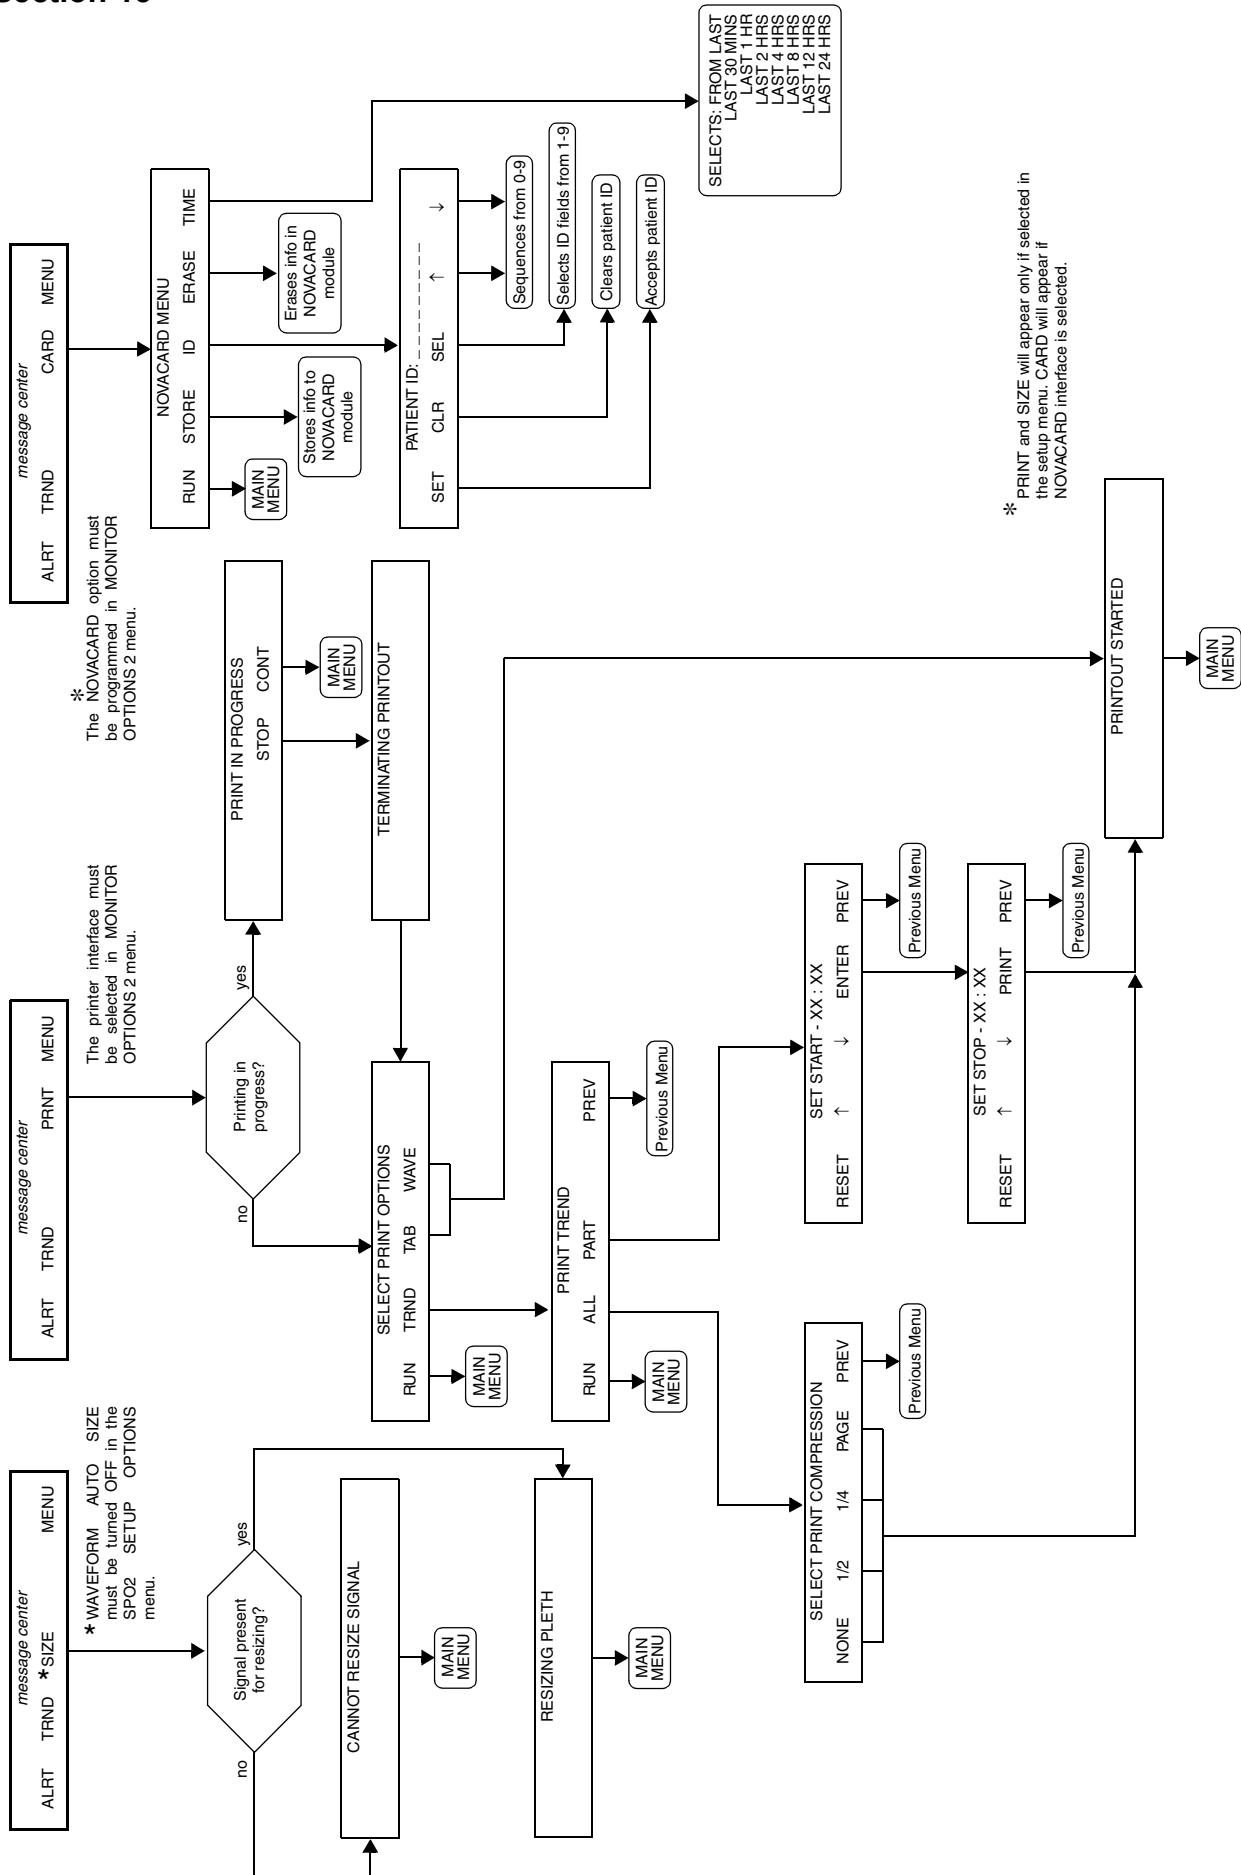 Section 10
message center
ALRT TRND *SIZE MENU
* WAVEFORM AUTO SIZE
must be turned OFF in the
SPO2 SETUP OPTIONS
menu.
Signal present
for resizing?
no
yes
CANNOT RESIZE SIGNAL
MAIN
MENU
RESIZING PLETH
MAIN
MENU
message center
ALRT TRND PRNT MENU
The printer interface must
be selected in MONITOR
OPTIONS 2 menu.
Printing in
progress?
no
yes
PRINT IN PROGRESS
STOP CONT
MAIN
MENU
TERMINATING PRINTOUT
SELECT PRINT OPTIONS
RUN TRND TAB WAVE
MAIN
MENU
PRINT TREND
RUN ALL PART PREV
MAIN
MENU
Previous Menu
SELECT PRINT COMPRESSION
NONE 1/2 1/4 PAGE PREV
Previous Menu
SET START - XX : XX
RESET ↑ ↓ ENTER PREV
Previous Menu
SET STOP - XX : XX
RESET ↑ ↓ PRINT PREV
Previous Menu
PRINTOUT STARTED
MAIN
MENU
message center
ALRT TRND CARD MENU
*
The NOVACARD option must
be programmed in MONITOR
OPTIONS 2 menu.
NOVACARD MENU
RUN STORE ID ERASE TIME
MAIN
MENU
Stores info to
NOVACARD
module
Erases info in
NOVACARD
module
PATIENT ID: _ _ _ _ _ _ _ _ _
SET CLR SEL ↑ ↓
Sequences from 0-9
Selects ID fields from 1-9
Clears patient ID
Accepts patient ID
SELECTS: FROM LAST
LAST 30 MINS
LAST 1 HR
LAST 2 HRS
LAST 4 HRS
LAST 8 HRS
LAST 12 HRS
LAST 24 HRS
* PRINT and SIZE will appear only if selected in
the setup menu. CARD will appear if
NOVACARD interface is selected.